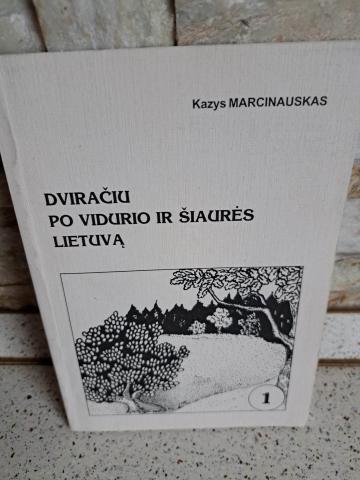 Kazys MARCINAUSKAS
DVIRAČIU
PO VIDURIO IR ŠIAURĖS
LIETUVĄ
1